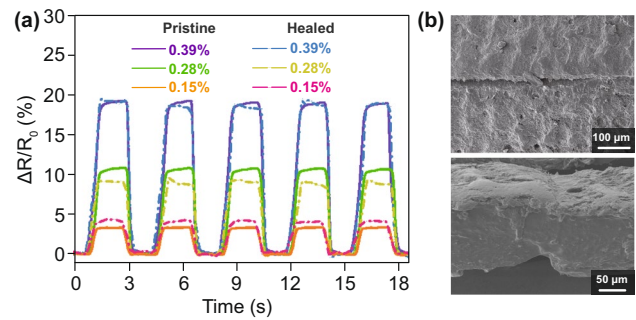 (a)
Pristine Healed
0.39% 0.39%
0.28% 0.28%
0.15% 0.15%
30
25
20
15
10
5
0
ΔR/R₀ (%)
0 3 6 9 12 15 18
Time (s)
(b)
100 µm
50 µm